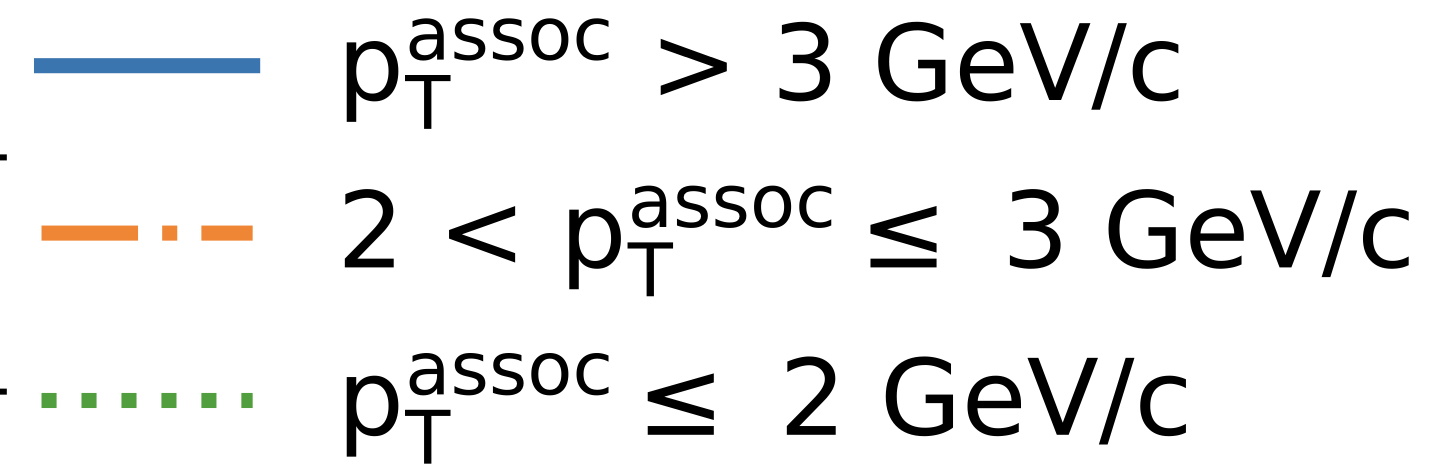 p_T^assoc > 3 GeV/c
2 < p_T^assoc ≤ 3 GeV/c
p_T^assoc ≤ 2 GeV/c